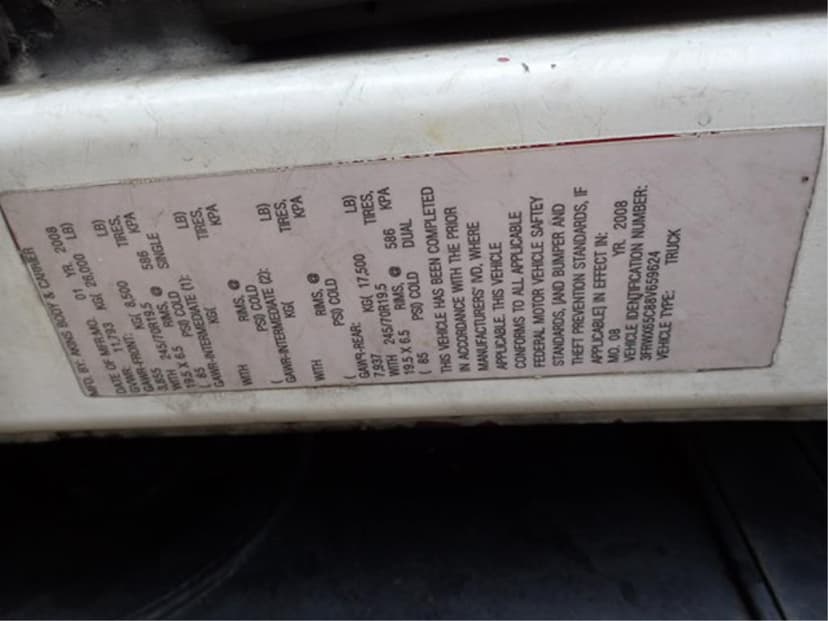 MFD. BY: AKINS BODY & CARRIER
DATE OF MFR.MO. 01 YR. 2008
GVWR: 11,793 KG( 26,000 LB)
GAWR-FRONT: KG( 8,500 LB)
3,855 245/70R19.5 TIRES,
WITH RIMS, @ 586 KPA
19.5 X 6.5 PSI) COLD SINGLE
( 85
GAWR-INTERMEDIATE (1):
KG( LB)
TIRES,
WITH RIMS, @ KPA
PSI) COLD
(
GAWR-INTERMEDIATE (2):
KG( LB)
TIRES,
WITH RIMS, @ KPA
PSI) COLD
(
GAWR-REAR: KG( 17,500 LB)
7,937 TIRES,
WITH 245/70R19.5
19.5 X 6.5 RIMS, @ 586 KPA
( 85 PSI) COLD DUAL
THIS VEHICLE HAS BEEN COMPLETED
IN ACCORDANCE WITH THE PRIOR
MANUFACTURERS' IVD, WHERE
APPLICABLE. THIS VEHICLE
CONFORMS TO ALL APPLICABLE
FEDERAL MOTOR VEHICLE SAFTEY
STANDARDS, [AND BUMPER AND
THEFT PREVENTION STANDARDS, IF
APPLICABLE] IN EFFECT IN:
MO. 08 YR. 2008
VEHICLE IDENTIFICATION NUMBER:
3FRWX65C88V659624
VEHICLE TYPE: TRUCK